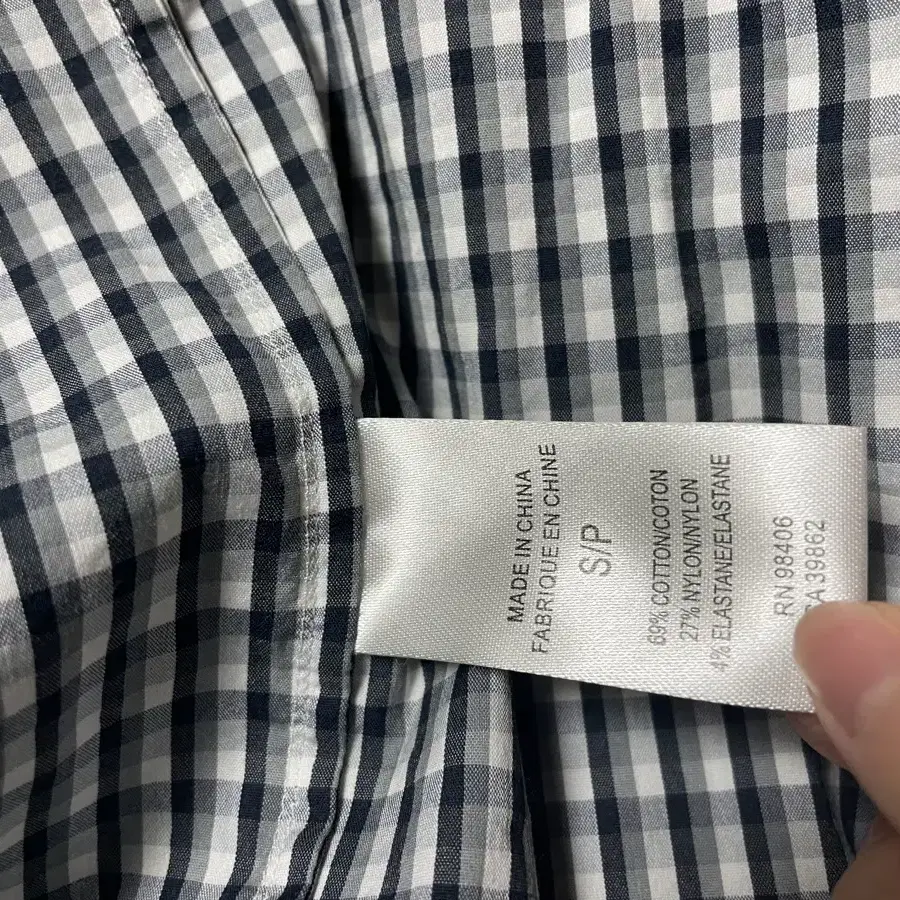 MADE IN CHINA
FABRIQUE EN CHINE
S/P
69% COTTON/COTON
27% NYLON/NYLON
4% ELASTANE/ELASTANE
RN 98406
CA 39862